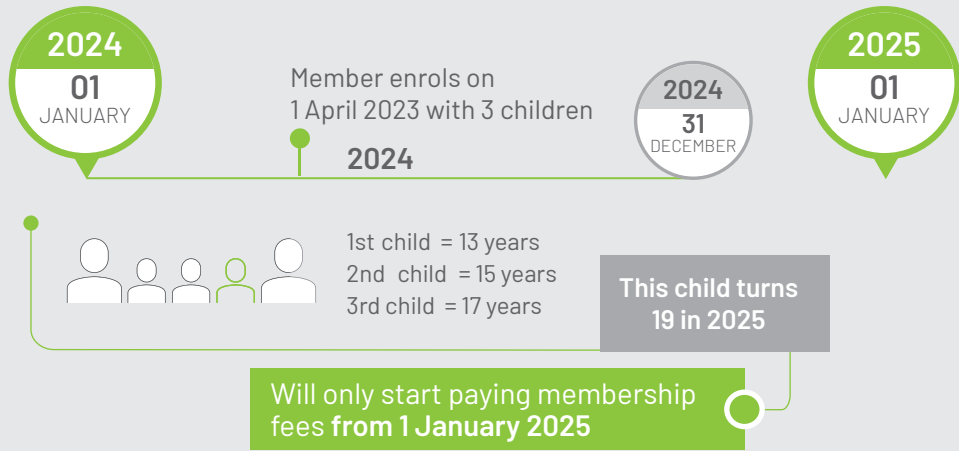 2024
01
JANUARY
Member enrols on
1 April 2023 with 3 children
2024
2024
31
DECEMBER
2025
01
JANUARY
1st child = 13 years
2nd child = 15 years
3rd child = 17 years
This child turns
19 in 2025
Will only start paying membership
fees from 1 January 2025